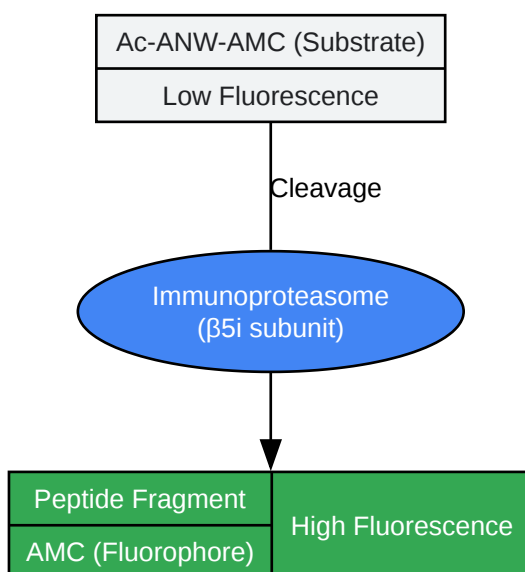 Ac-ANW-AMC (Substrate)
Low Fluorescence
Cleavage
Immunoproteasome
(β5i subunit)
Peptide Fragment
AMC (Fluorophore)
High Fluorescence